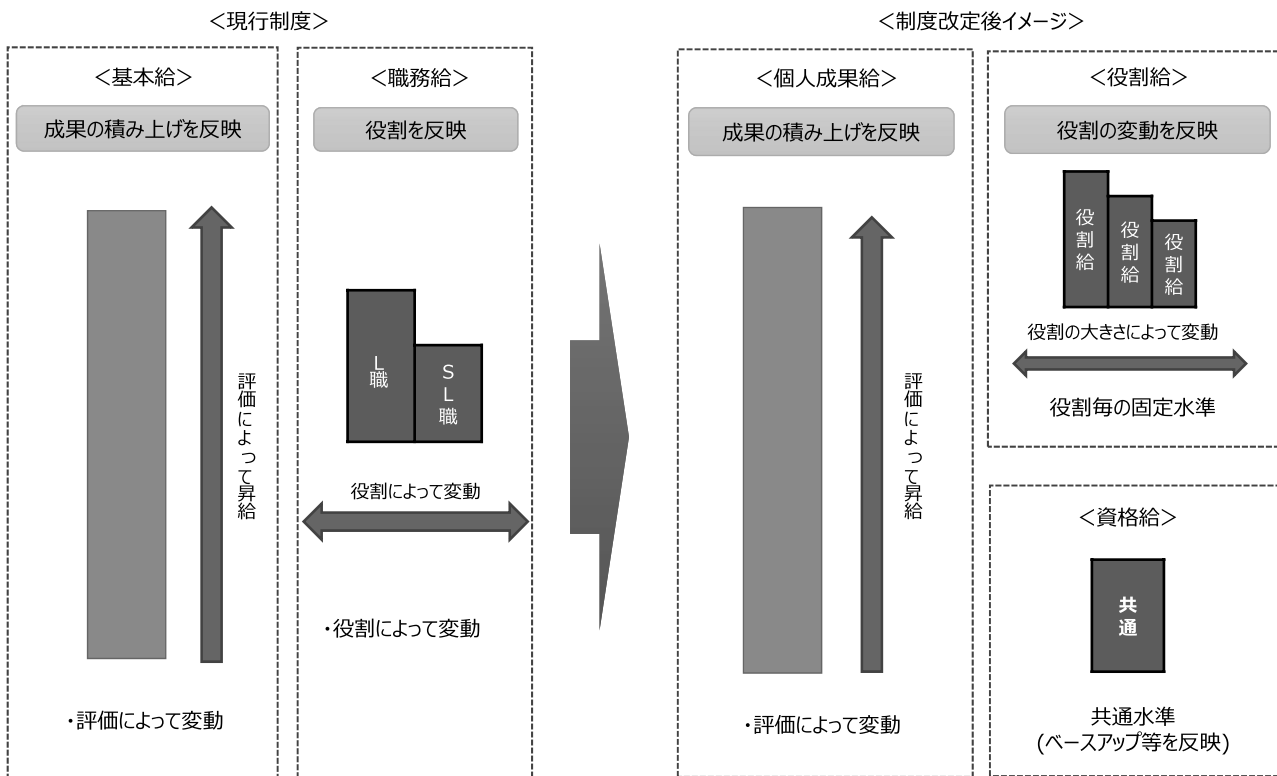 ＜現行制度＞
＜基本給＞
成果の積み上げを反映
評価によって昇給
・評価によって変動
＜職務給＞
役割を反映
L職
SL職
役割によって変動
・役割によって変動
＜制度改定後イメージ＞
＜個人成果給＞
成果の積み上げを反映
評価によって昇給
・評価によって変動
＜役割給＞
役割の変動を反映
役割給
役割給
役割給
役割の大きさによって変動
役割毎の固定水準
＜資格給＞
共通
共通水準
(ベースアップ等を反映)